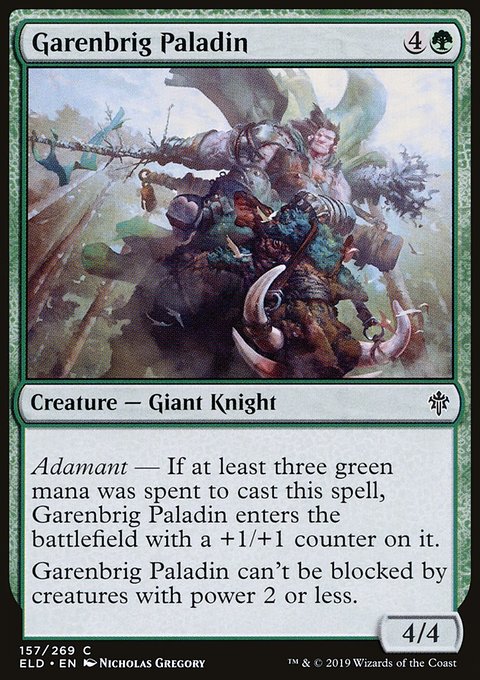 Garenbrig Paladin 4
Creature — Giant Knight
Adamant — If at least three green
mana was spent to cast this spell,
Garenbrig Paladin enters the
battlefield with a +1/+1 counter on it.
Garenbrig Paladin can't be blocked by
creatures with power 2 or less.
4/4
157/269 C
ELD • EN Nicholas Gregory
™ & © 2019 Wizards of the Coast